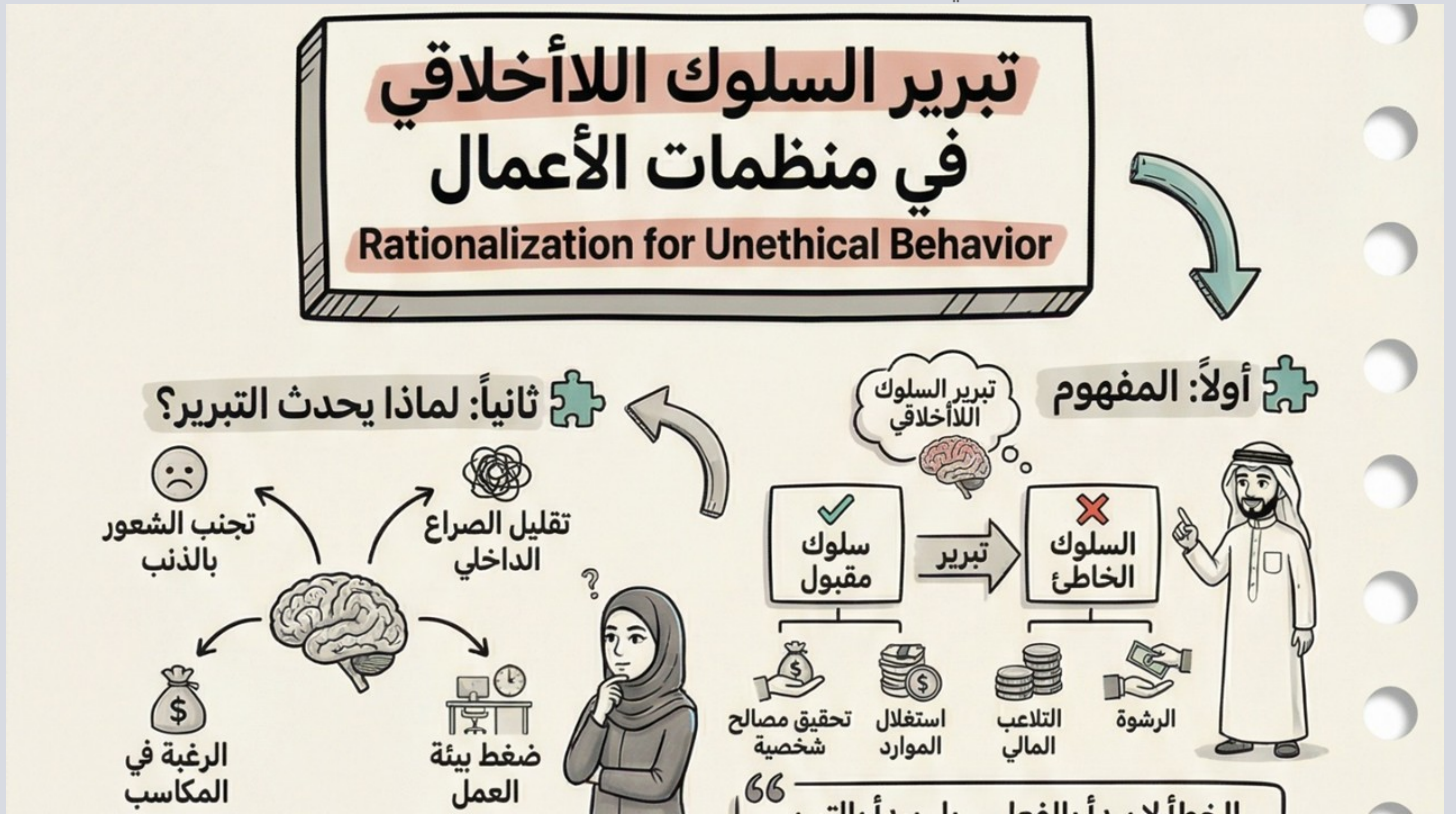 تبرير السلوك اللاأخلاقي
في منظمات الأعمال
Rationalization for Unethical Behavior
أولاً: المفهوم
تبرير السلوك
اللاأخلاقي
السلوك
الخاطئ
تبرير
سلوك
مقبول
الرشوة
التلاعب
المالي
استغلال
الموارد
تحقيق مصالح
شخصية
ثانياً: لماذا يحدث التبرير؟
تقليل الصراع
الداخلي
تجنب الشعور
بالذنب
ضغط بيئة
العمل
الرغبة في
المكاسب
?